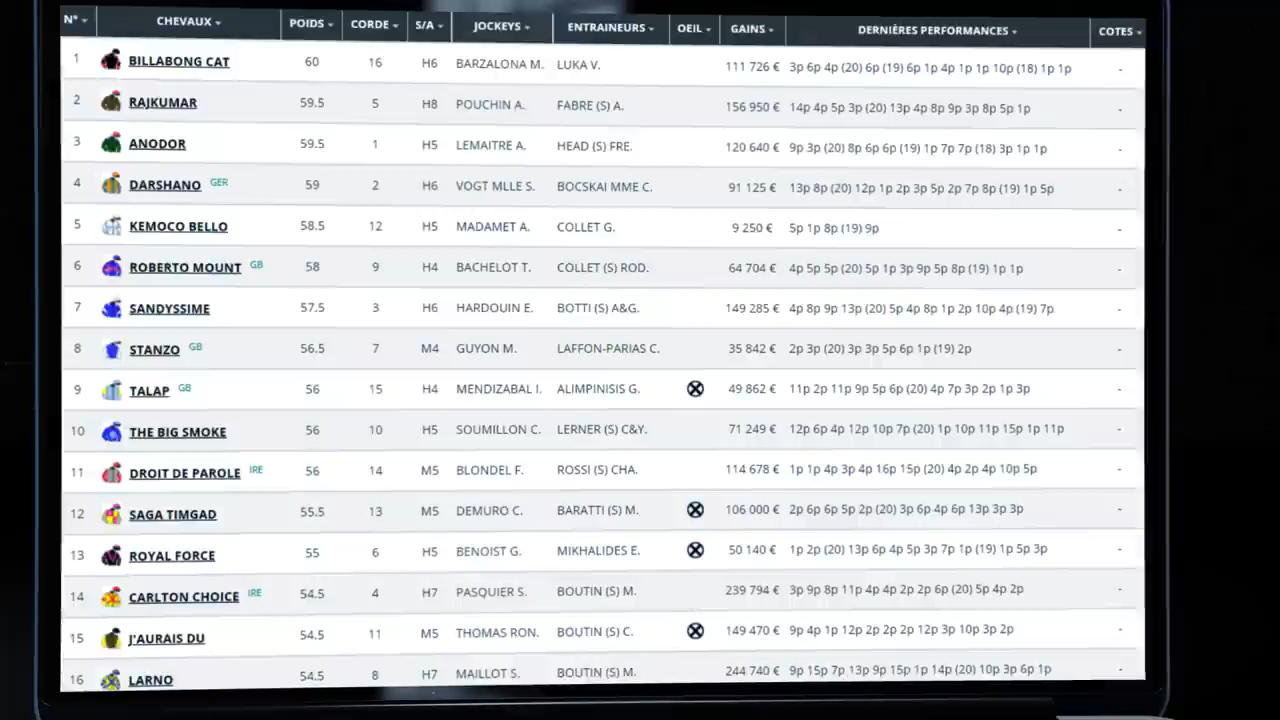 N° CHEVAUX POIDS CORDE S/A JOCKEYS ENTRAINEURS OEIL GAINS DERNIÈRES PERFORMANCES COTES
1 BILLABONG CAT 60 16 H6 BARZALONA M. LUKA V. 111 726 € 3p 6p 4p (20) 6p (19) 6p 1p 4p 1p 1p 10p (18) 1p 1p -
2 RAJKUMAR 59.5 5 H8 POUCHIN A. FABRE (S) A. 156 950 € 14p 4p 5p 3p (20) 13p 4p 8p 9p 3p 8p 5p 1p -
3 ANODOR 59.5 1 H5 LEMAITRE A. HEAD (S) FRE. 120 640 € 9p 3p (20) 8p 6p 6p (19) 1p 7p 7p (18) 3p 1p 1p -
4 DARSHANO GER 59 2 H6 VOGT MLLE S. BOCSKAI MME C. 91 125 € 13p 8p (20) 12p 1p 2p 3p 5p 2p 7p 8p (19) 1p 5p -
5 KEMOCO BELLO 58.5 12 H5 MADAMET A. COLLET G. 9 250 € 5p 1p 8p (19) 9p -
6 ROBERTO MOUNT GB 58 9 H4 BACHELOT T. COLLET (S) ROD. 64 704 € 4p 5p 5p (20) 5p 1p 3p 9p 5p 8p (19) 1p 1p -
7 SANDYSSIME 57.5 3 H6 HARDOUIN E. BOTTI (S) A&G. 149 285 € 4p 8p 9p 13p (20) 5p 4p 8p 1p 2p 10p 4p (19) 7p -
8 STANZO GB 56.5 7 M4 GUYON M. LAFFON-PARIAS C. 35 842 € 2p 3p (20) 3p 3p 5p 6p 1p (19) 2p -
9 TALAP GB 56 15 H4 MENDIZABAL I. ALIMPINISIS G. 49 862 € 11p 2p 11p 9p 5p 6p (20) 4p 7p 3p 2p 1p 3p -
10 THE BIG SMOKE 56 10 H5 SOUMILLON C. LERNER (S) C&Y. 71 249 € 12p 6p 4p 12p 10p 7p (20) 1p 10p 11p 15p 1p 11p -
11 DROIT DE PAROLE IRE 56 14 M5 BLONDEL F. ROSSI (S) CHA. 114 678 € 1p 1p 4p 3p 4p 16p 15p (20) 4p 2p 4p 10p 5p -
12 SAGA TIMGAD 55.5 13 M5 DEMURO C. BARATTI (S) M. 106 000 € 2p 6p 6p 5p 2p (20) 3p 6p 4p 6p 13p 3p 3p -
13 ROYAL FORCE 55 6 H5 BENOIST G. MIKHALIDES E. 50 140 € 1p 2p (20) 13p 6p 4p 5p 3p 7p 1p (19) 1p 5p 3p -
14 CARLTON CHOICE IRE 54.5 4 H7 PASQUIER S. BOUTIN (S) M. 239 794 € 3p 9p 8p 11p 4p 4p 2p 2p 6p (20) 5p 4p 2p -
15 J'AURAIS DU 54.5 11 M5 THOMAS RON. BOUTIN (S) C. 149 470 € 9p 4p 1p 12p 2p 2p 2p 12p 3p 10p 3p 2p -
16 LARNO 54.5 8 H7 MAILLOT S. BOUTIN (S) M. 244 740 € 9p 15p 7p 13p 9p 15p 1p 14p (20) 10p 3p 6p 1p -